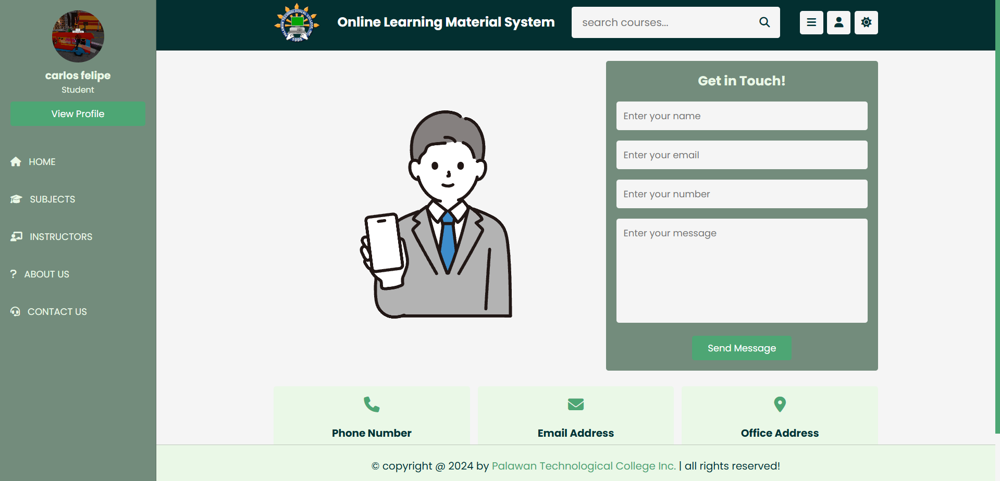 carlos felipe
Student
View Profile
HOME
SUBJECTS
INSTRUCTORS
ABOUT US
CONTACT US
PALAWAN TECHNOLOGICAL COLLEGE, INC.
1995
Online Learning Material System
search courses...
Get in Touch!
Enter your name
Enter your email
Enter your number
Enter your message
Send Message
Phone Number
Email Address
Office Address
© copyright @ 2024 by Palawan Technological College Inc. | all rights reserved!